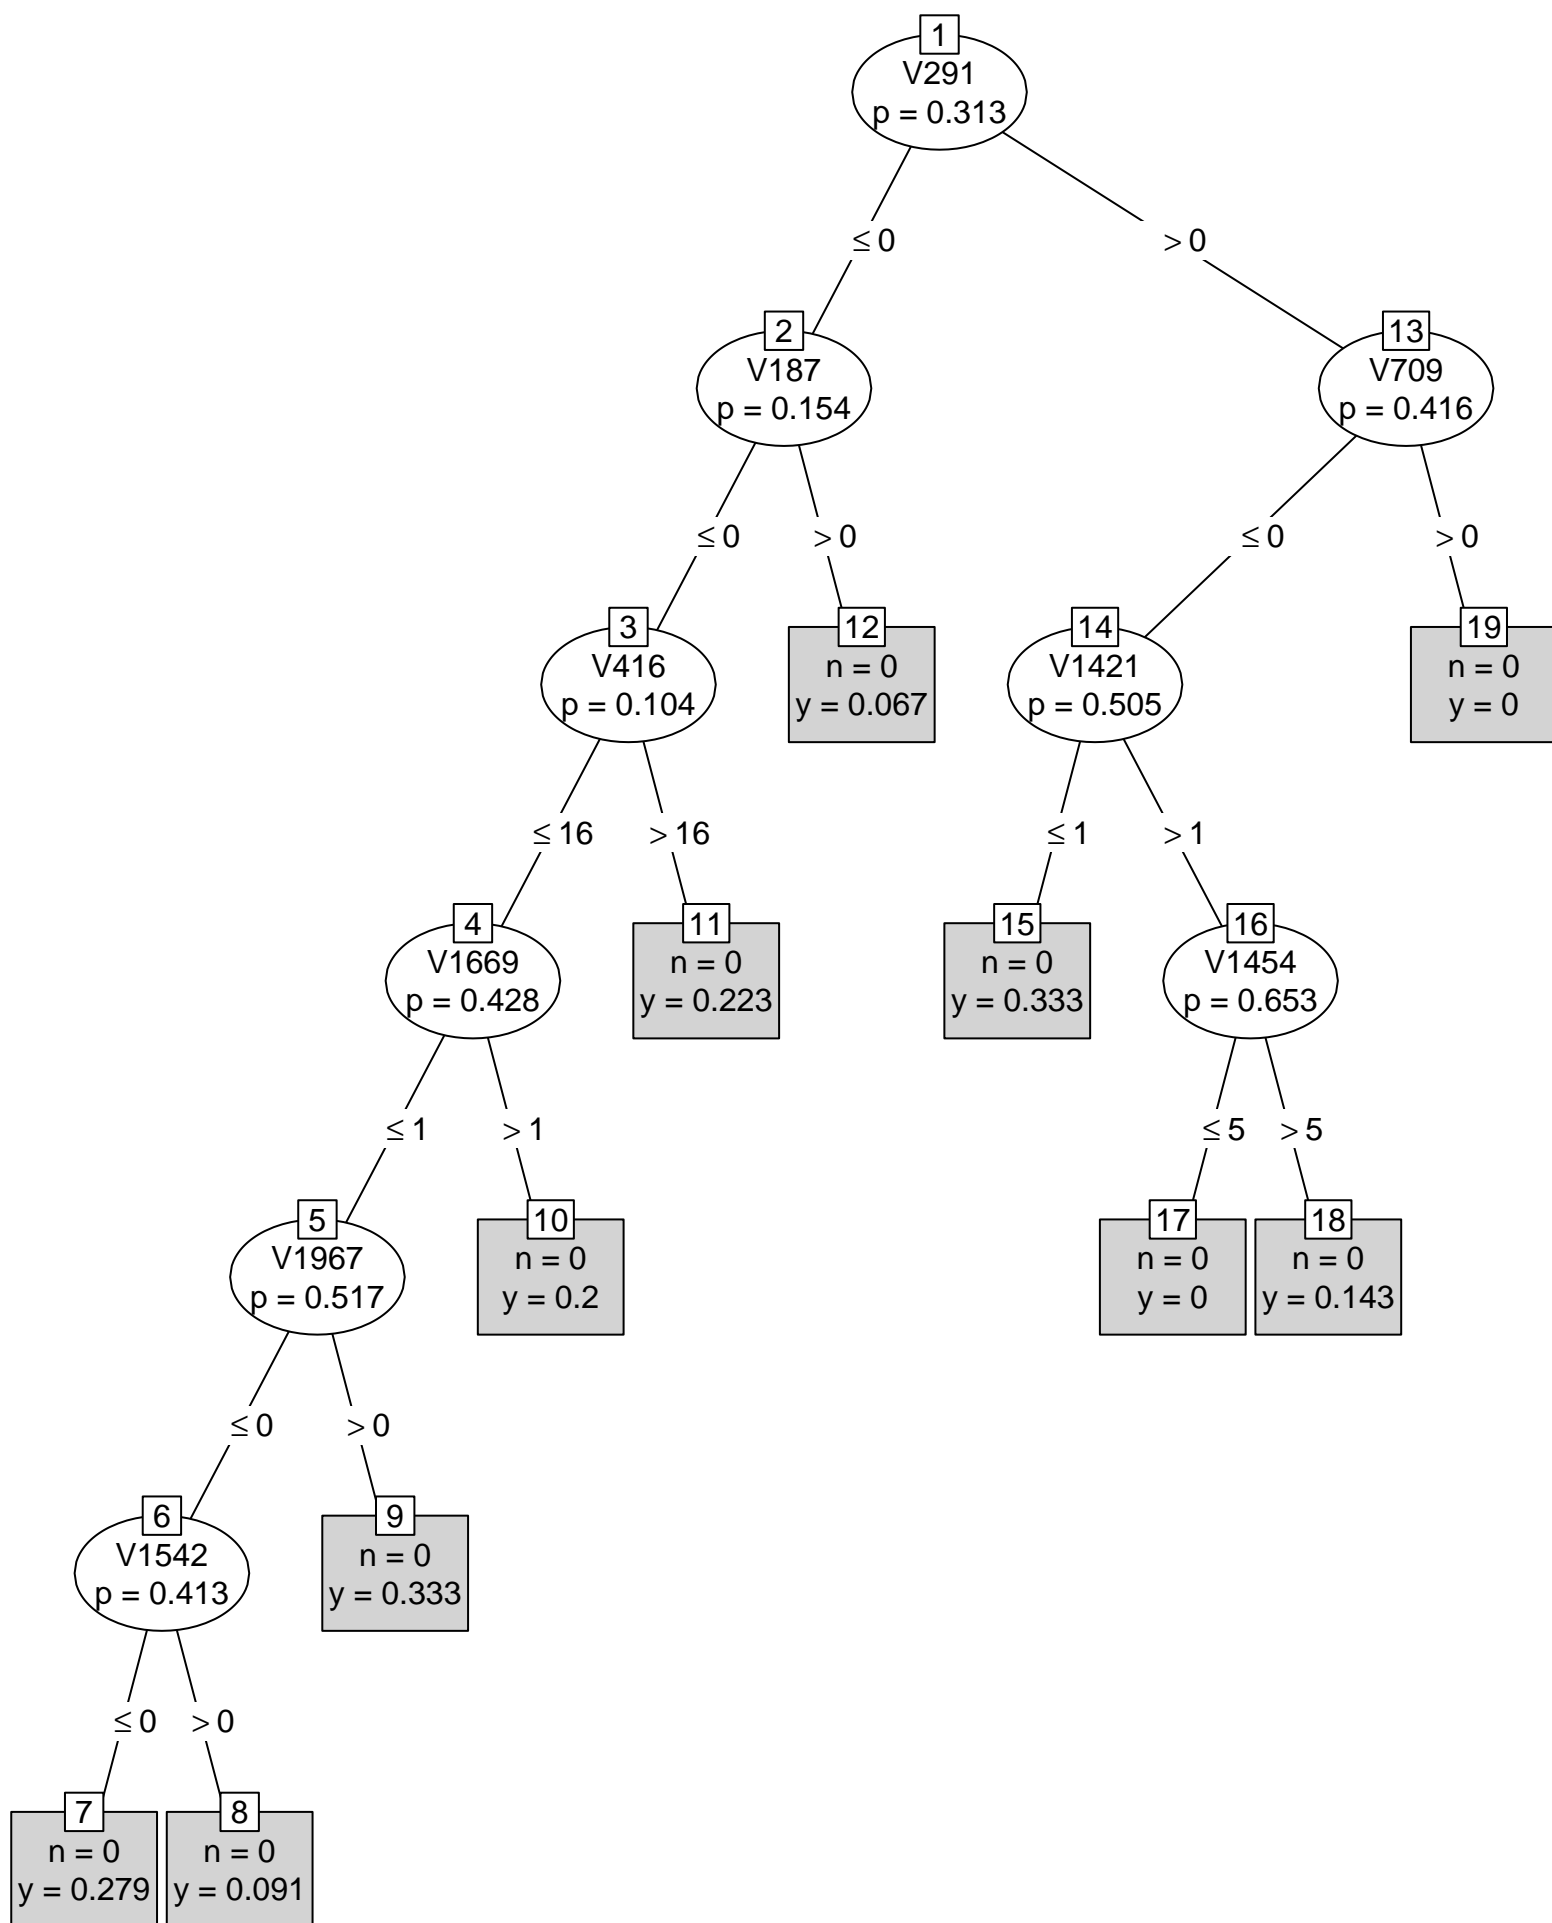 1
V291
p = 0.313
≤ 0
> 0
2
V187
p = 0.154
13
V709
p = 0.416
≤ 0
> 0
≤ 0
> 0
3
V416
p = 0.104
12
n = 0
y = 0.067
14
V1421
p = 0.505
19
n = 0
y = 0
≤ 16
> 16
≤ 1
> 1
4
V1669
p = 0.428
11
n = 0
y = 0.223
15
n = 0
y = 0.333
16
V1454
p = 0.653
≤ 1
> 1
≤ 5
> 5
5
V1967
p = 0.517
10
n = 0
y = 0.2
17
n = 0
y = 0
18
n = 0
y = 0.143
≤ 0
> 0
6
V1542
p = 0.413
9
n = 0
y = 0.333
≤ 0
> 0
7
n = 0
y = 0.279
8
n = 0
y = 0.091